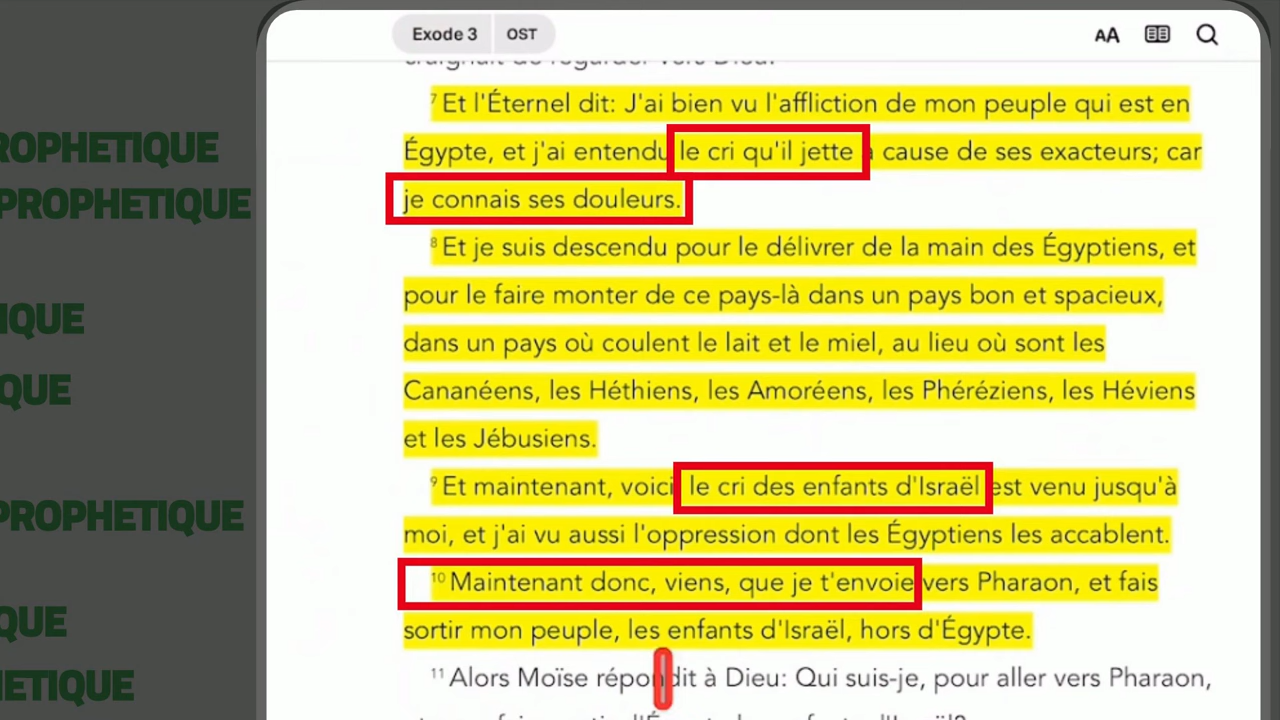 Exode 3 OST AA
craignait de regarder vers Dieu.
7 Et l'Éternel dit: J'ai bien vu l'affliction de mon peuple qui est en
Égypte, et j'ai entendu le cri qu'il jette à cause de ses exacteurs; car
je connais ses douleurs.
8 Et je suis descendu pour le délivrer de la main des Égyptiens, et
pour le faire monter de ce pays-là dans un pays bon et spacieux,
dans un pays où coulent le lait et le miel, au lieu où sont les
Cananéens, les Héthiens, les Amoréens, les Phéréziens, les Héviens
et les Jébusiens.
9 Et maintenant, voici, le cri des enfants d'Israël est venu jusqu'à
moi, et j'ai vu aussi l'oppression dont les Égyptiens les accablent.
10 Maintenant donc, viens, que je t'envoie vers Pharaon, et fais
sortir mon peuple, les enfants d'Israël, hors d'Égypte.
11 Alors Moïse répondit à Dieu: Qui suis-je, pour aller vers Pharaon,
ROPHETIQUE
PROPHETIQUE
IQUE
QUE
PROPHETIQUE
QUE
HETIQUE